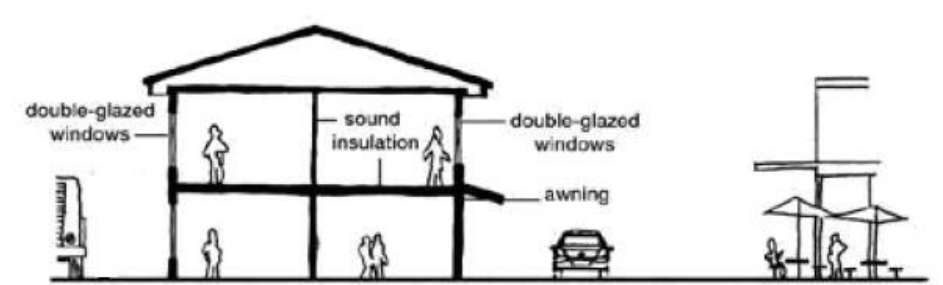 double-glazed
windows
sound
insulation
double-glazed
windows
awning